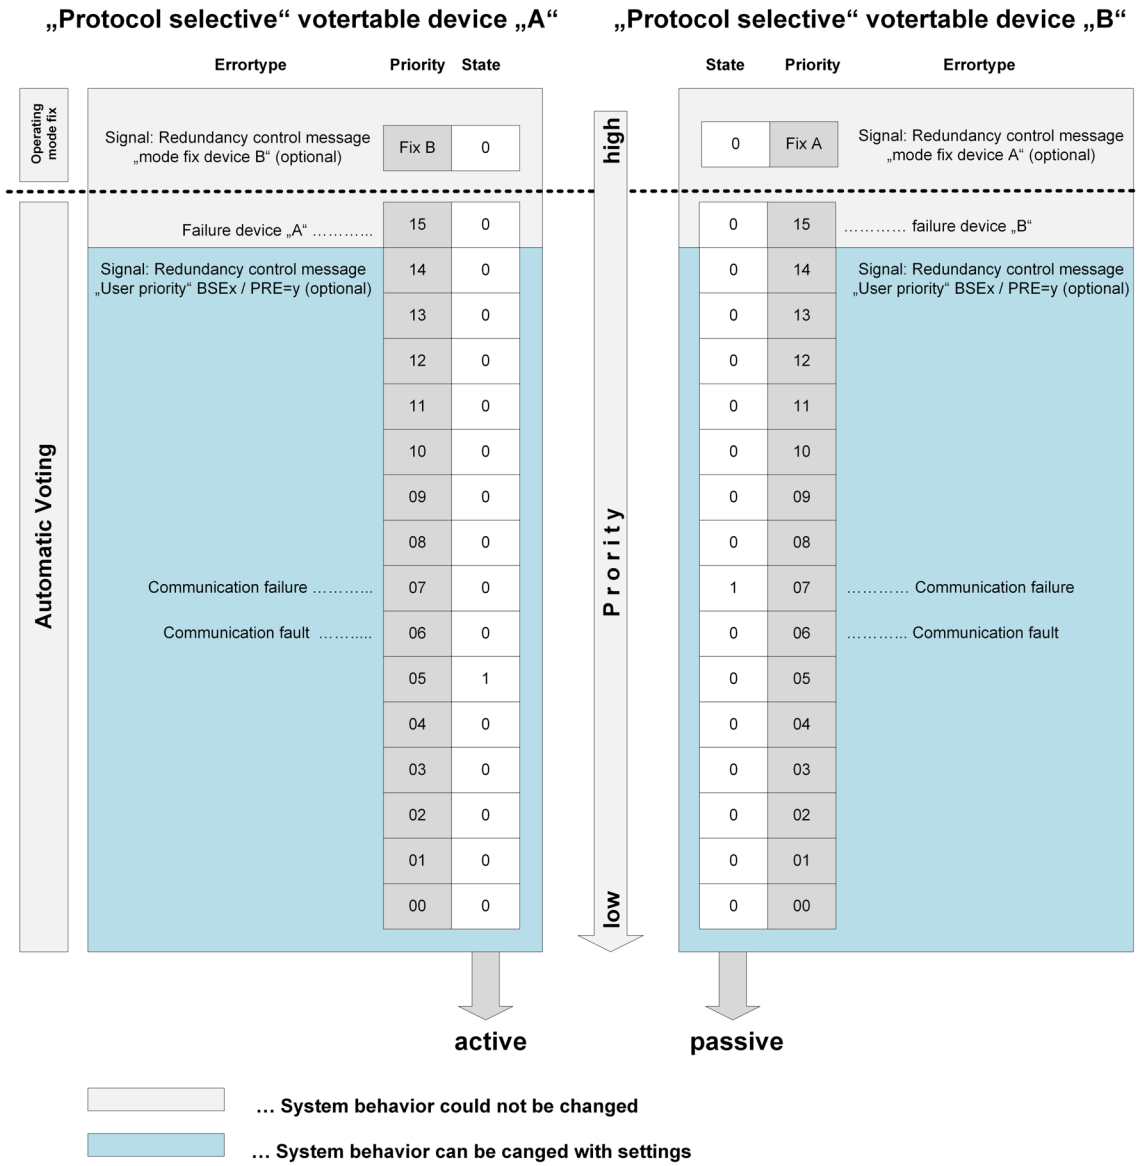 „Protocol selective“ votertable device „A“
„Protocol selective“ votertable device „B“
Errortype Priority State
State Priority Errortype
Operating
mode fix
Signal: Redundancy control message
„mode fix device B“ (optional)
Fix B 0
high
0 Fix A
Signal: Redundancy control message
„mode fix device A“ (optional)
Automatic Voting
Failure device „A“ ………... 15 0
0 15 ………… failure device „B“
Signal: Redundancy control message
„User priority“ BSEx / PRE=y (optional)
14 0
0 14
Signal: Redundancy control message
„User priority“ BSEx / PRE=y (optional)
13 0
0 13
12 0
0 12
11 0
0 11
10 0
0 10
09 0
0 09
08 0
0 08
Priority
Communication failure ………... 07 0
1 07 ………… Communication failure
Communication fault …….... 06 0
0 06 ………... Communication fault
05 1
0 05
04 0
0 04
03 0
0 03
02 0
0 02
01 0
0 01
00 0
low
0 00
active
passive
… System behavior could not be changed
… System behavior can be canged with settings